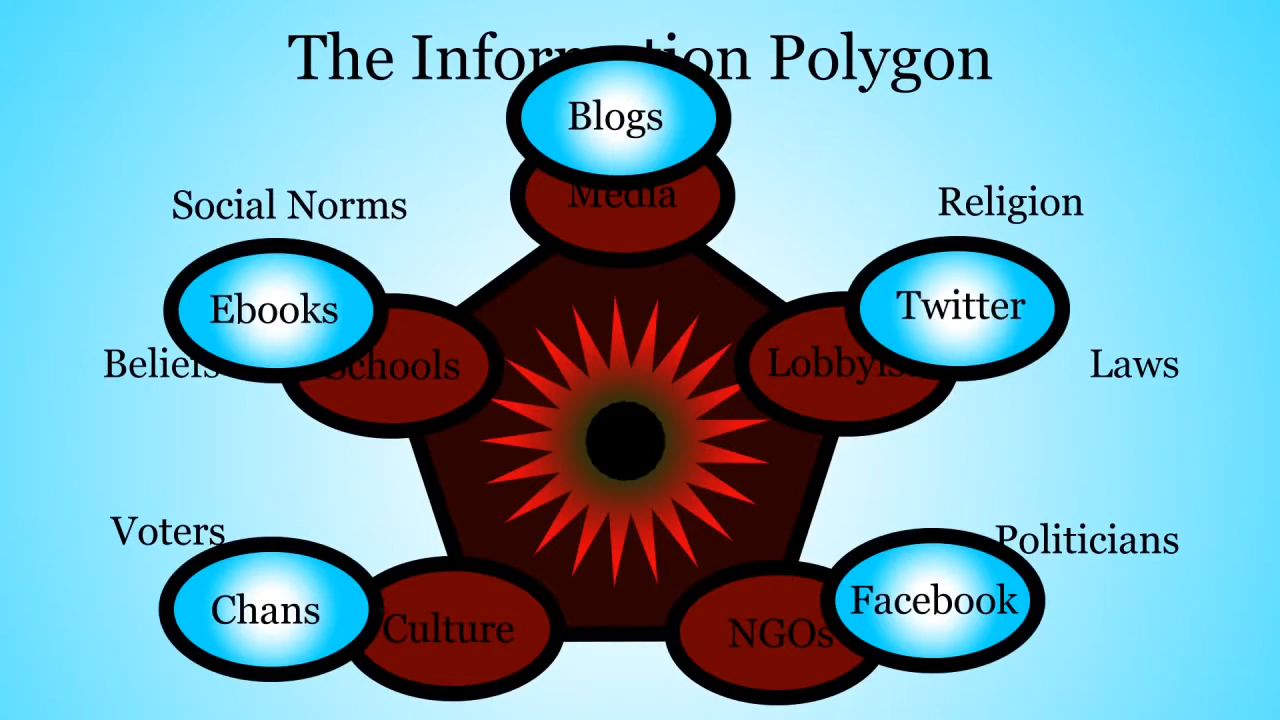 The Information Polygon
Blogs
Media
Social Norms
Religion
Ebooks
Twitter
Beliefs
Schools
Lobbyis
Laws
Voters
Politicians
Chans
Culture
NGOs
Facebook